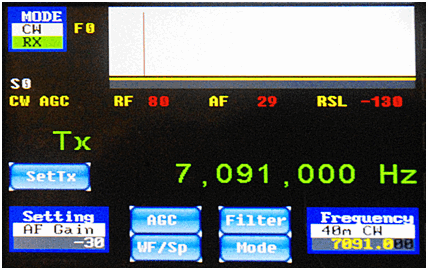 MODE
CW
RX
F0
S0
CW AGC RF 80 AF 29 RSL -130
Tx
SetTx
7,091,000 Hz
Setting
AF Gain
-30
AGC
WF/Sp
Filter
Mode
Frequency
40m CW
7091.000